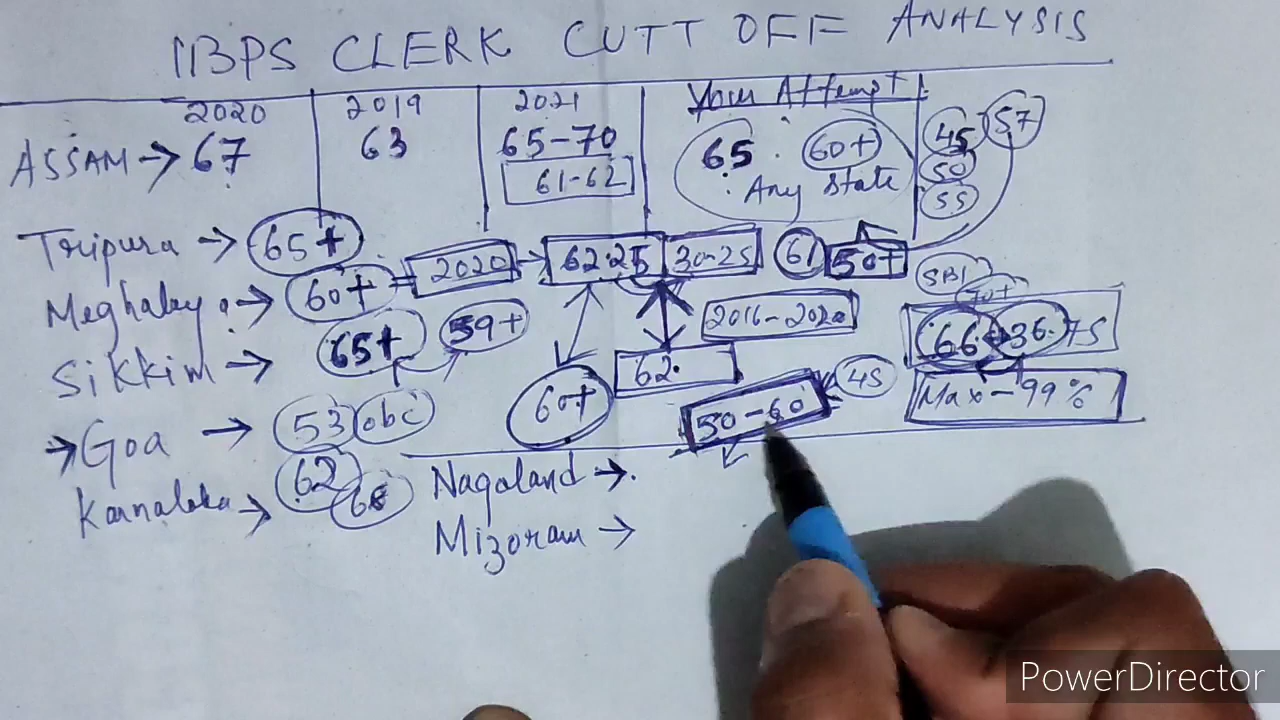 IBPS CLERK CUTT OFF ANALYSIS
2020 2019 2021 Your Attempt
ASSAM → 67 63 65-70 65 60+ 45 57
61-62 Any State 50
55
Tripura → 65+ 2020 → 62.25 30.25 61 50+
Meghalaya → 60+ SBI
70+
Sikkim → 65+ 59+ 2016-2020 66 36.75
60+ 62. 45 Max-99%
→ Goa → 53 obc 50-60
Karnataka → 62 Nagaland →
Mizoram →
PowerDirector